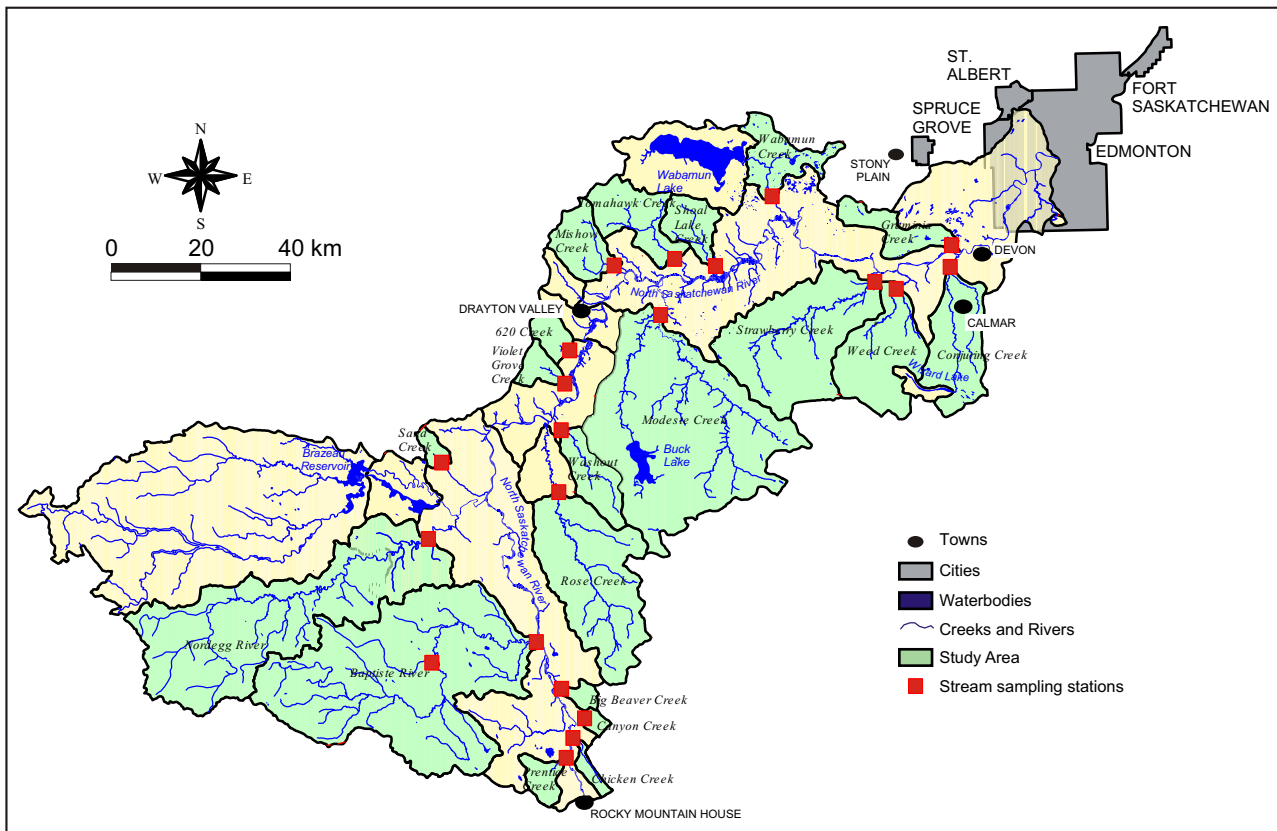 ST.
ALBERT
FORT
SASKATCHEWAN
SPRUCE
GROVE
EDMONTON
STONY
PLAIN
N
W
E
S
0 20 40 km
Wabamun
Creek
Wabamun
Lake
Tomahawk Creek
Shoal
Lake
Creek
Mishow
Creek
Graminia
Creek
DEVON
North Saskatchewan River
DRAYTON VALLEY
CALMAR
620 Creek
Violet
Grove
Creek
Strawberry Creek
Weed Creek
Conjuring Creek
Wizard Lake
Modeste Creek
Sand
Creek
Brazeau
Reservoir
Washout
Creek
Buck
Lake
North Saskatchewan River
Rose Creek
Nordegg River
Baptiste River
Big Beaver Creek
Canyon Creek
Prentice
Creek
Chicken Creek
ROCKY MOUNTAIN HOUSE
Towns
Cities
Waterbodies
Creeks and Rivers
Study Area
Stream sampling stations